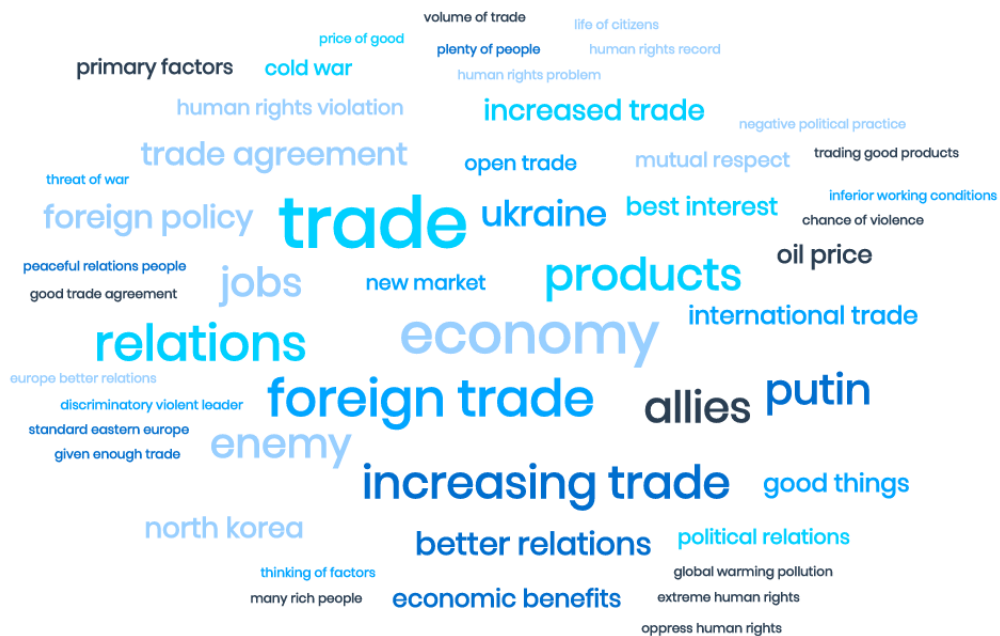 volume of trade
life of citizens
price of good
plenty of people
human rights record
primary factors
cold war
human rights problem
human rights violation
increased trade
negative political practice
trade agreement
open trade
mutual respect
trading good products
threat of war
inferior working conditions
foreign policy
trade
ukraine
best interest
chance of violence
oil price
peaceful relations people
jobs
new market
products
good trade agreement
international trade
relations
economy
europe better relations
foreign trade
allies
putin
discriminatory violent leader
standard eastern europe
enemy
given enough trade
increasing trade
good things
north korea
better relations
political relations
thinking of factors
global warming pollution
many rich people
economic benefits
extreme human rights
oppress human rights